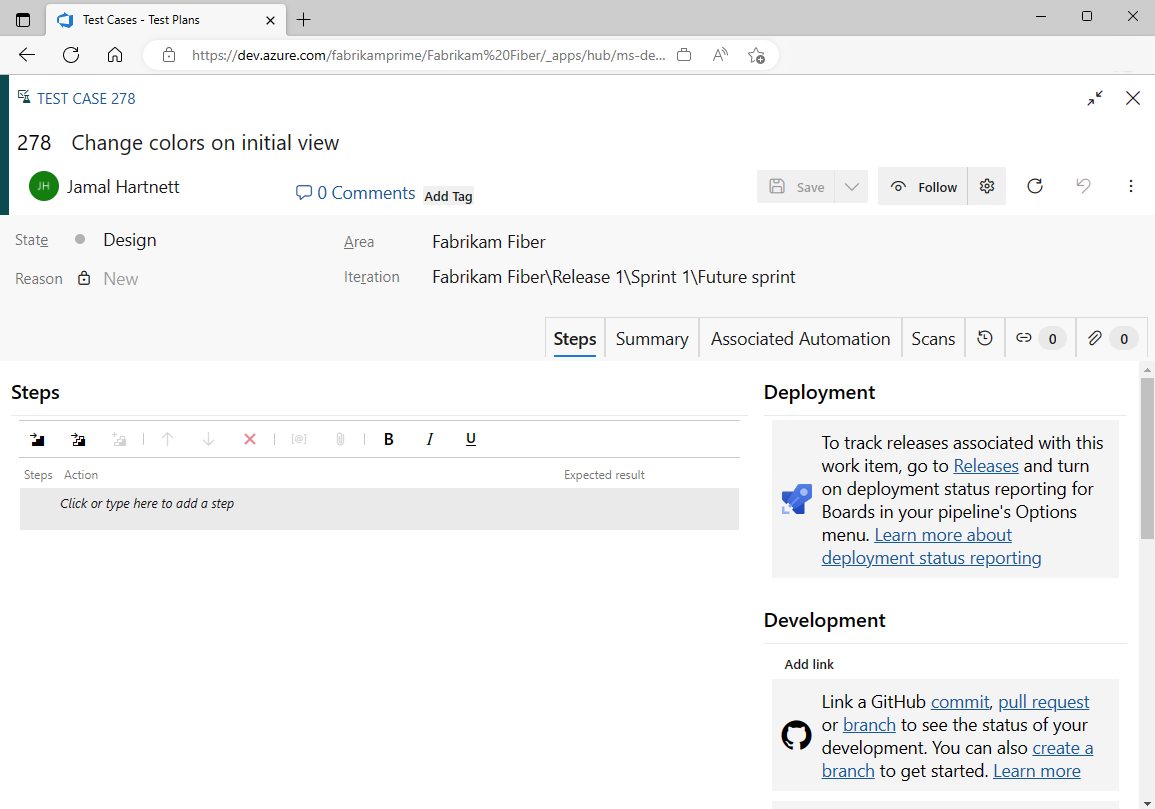 Test Cases - Test Plans
https://dev.azure.com/fabrikamprime/Fabrikam%20Fiber/_apps/hub/ms-de...
TEST CASE 278
278 Change colors on initial view
JH Jamal Hartnett
0 Comments
Add Tag
Save
Follow
State Design
Area Fabrikam Fiber
Reason New
Iteration Fabrikam Fiber\Release 1\Sprint 1\Future sprint
Steps Summary Associated Automation Scans 0 0
Steps
B I U
Steps Action Expected result
Click or type here to add a step
Deployment
To track releases associated with this
work item, go to Releases and turn
on deployment status reporting for
Boards in your pipeline's Options
menu. Learn more about
deployment status reporting
Development
Add link
Link a GitHub commit, pull request
or branch to see the status of your
development. You can also create a
branch to get started. Learn more